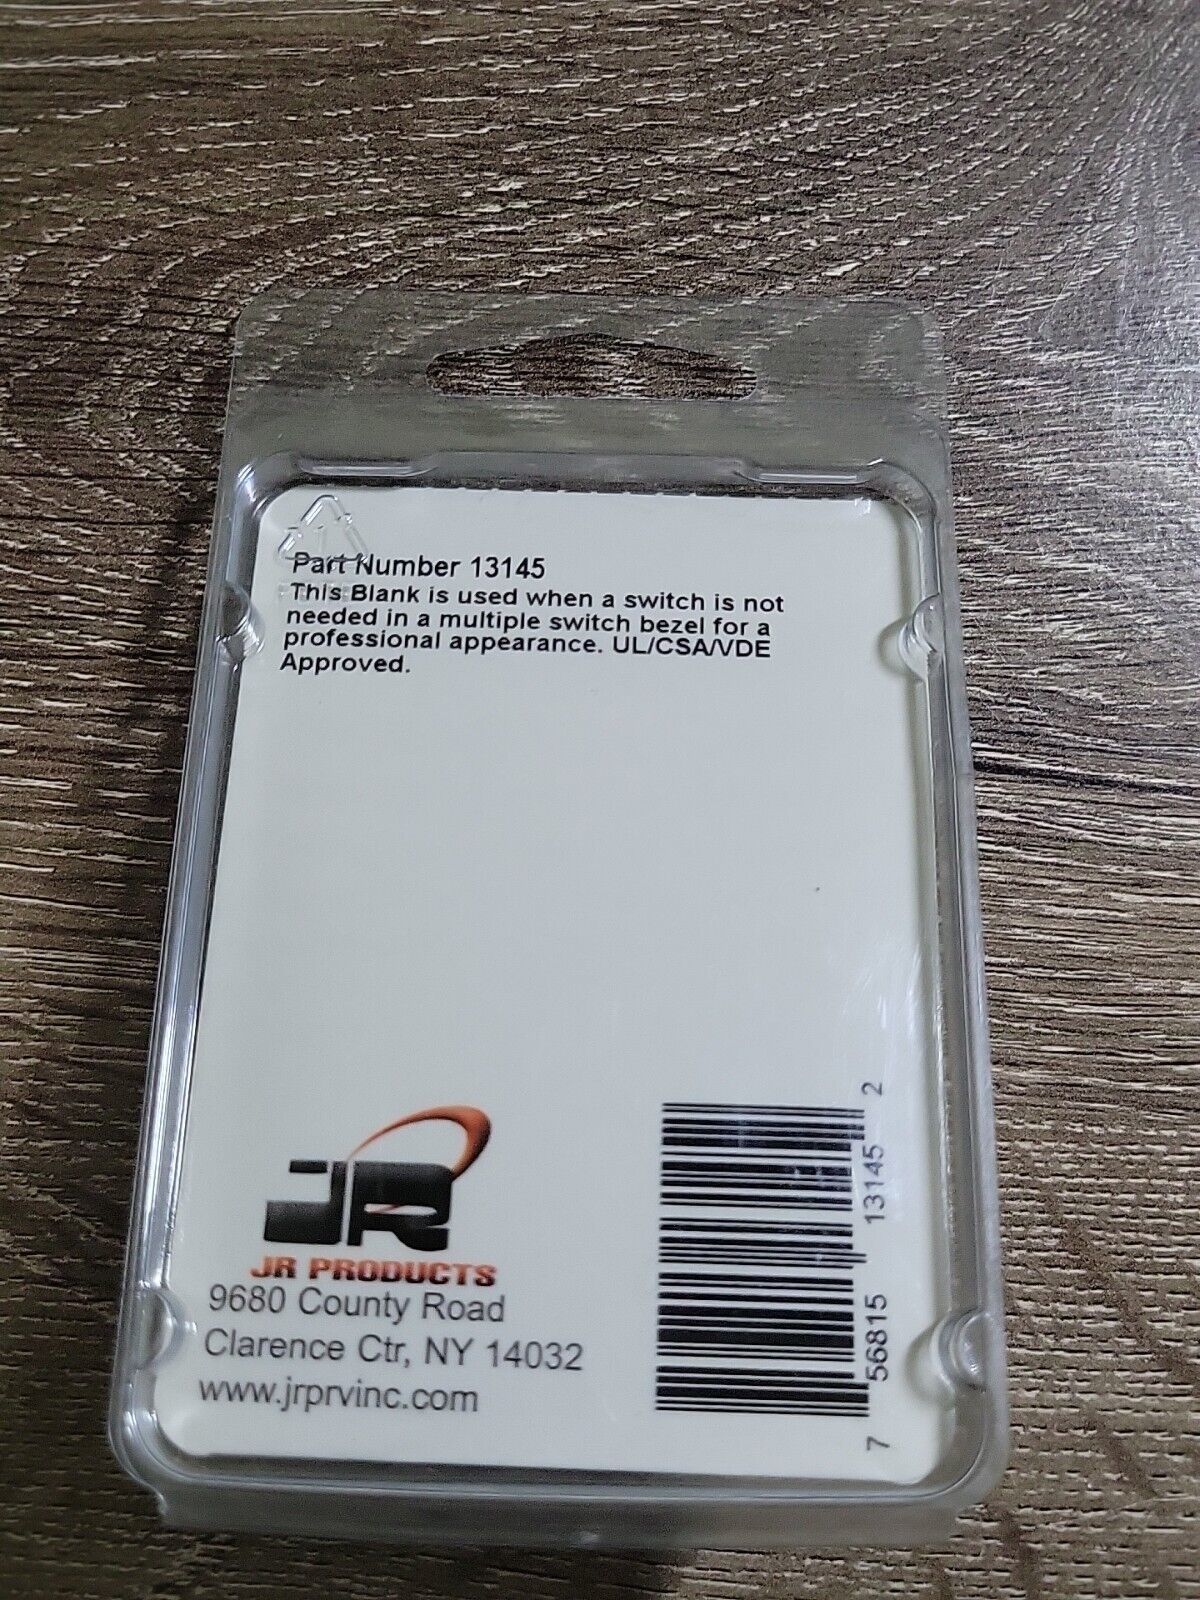 Part Number 13145
This Blank is used when a switch is not
needed in a multiple switch bezel for a
professional appearance. UL/CSA/VDE
Approved.
JR
JR PRODUCTS
9680 County Road
Clarence Ctr, NY 14032
www.jrprvinc.com
7 56815 13145 2